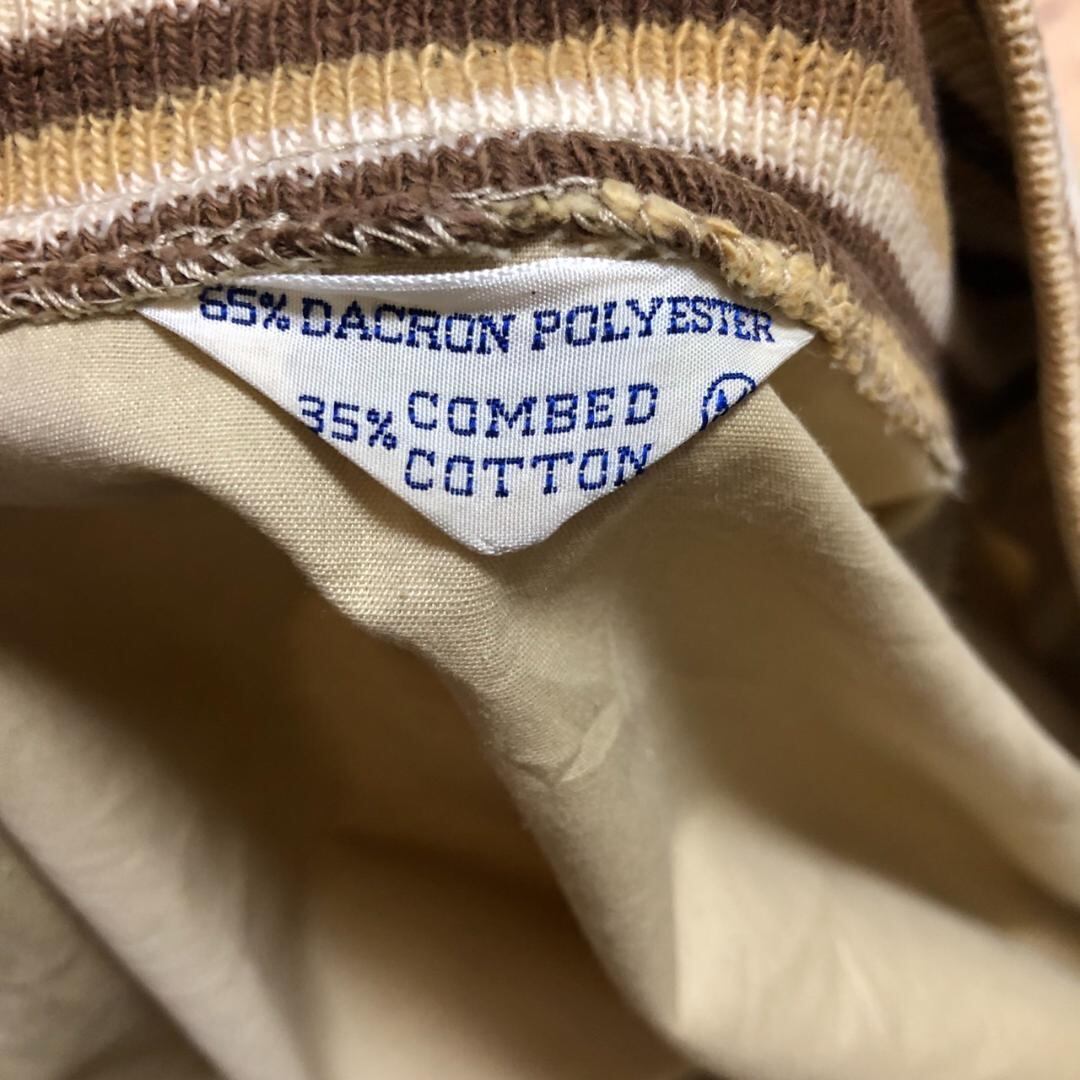 65% DACRON POLYESTER
35% COMBED
COTTON